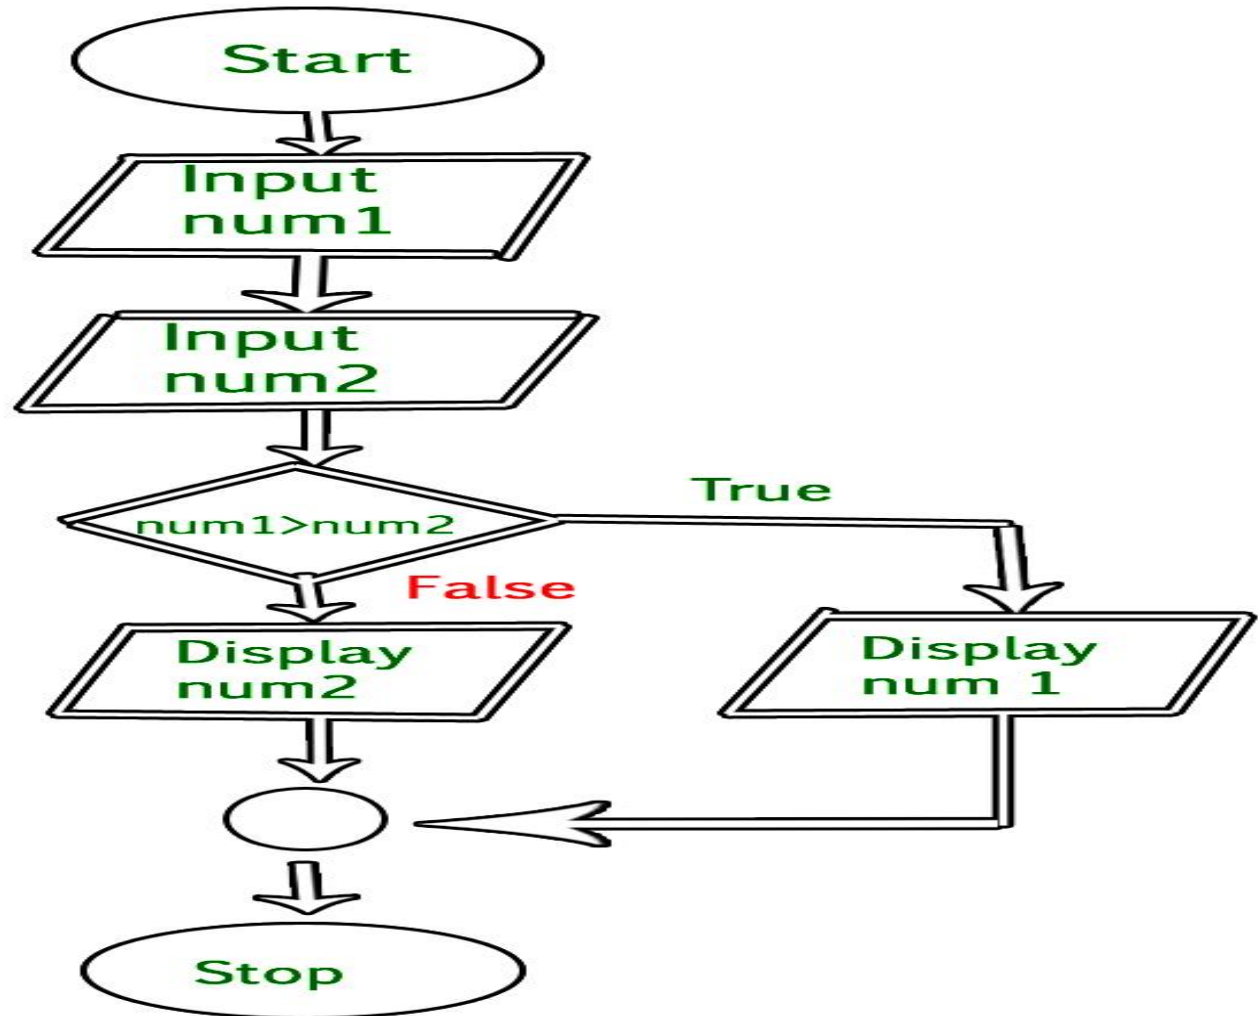 Start
Input
num1
Input
num2
num1>num2
True
False
Display
num2
Display
num 1
Stop